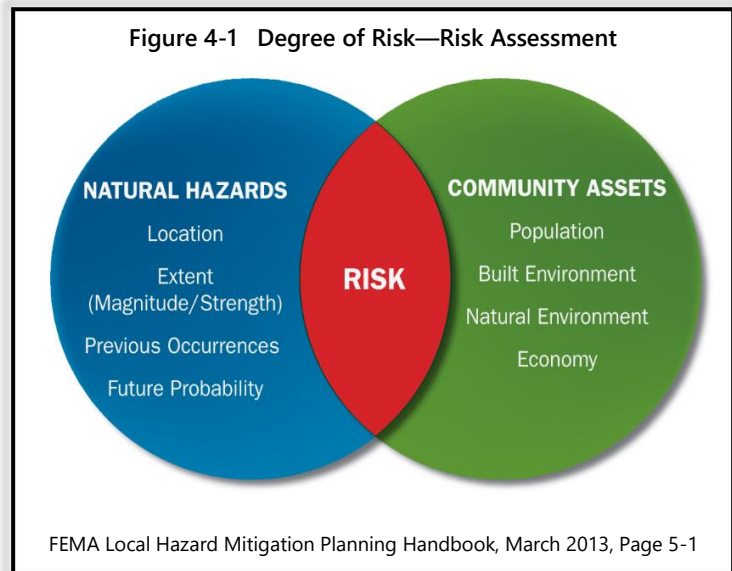 Figure 4-1 Degree of Risk—Risk Assessment
NATURAL HAZARDS
Location
Extent
(Magnitude/Strength)
Previous Occurrences
Future Probability
RISK
COMMUNITY ASSETS
Population
Built Environment
Natural Environment
Economy
FEMA Local Hazard Mitigation Planning Handbook, March 2013, Page 5-1